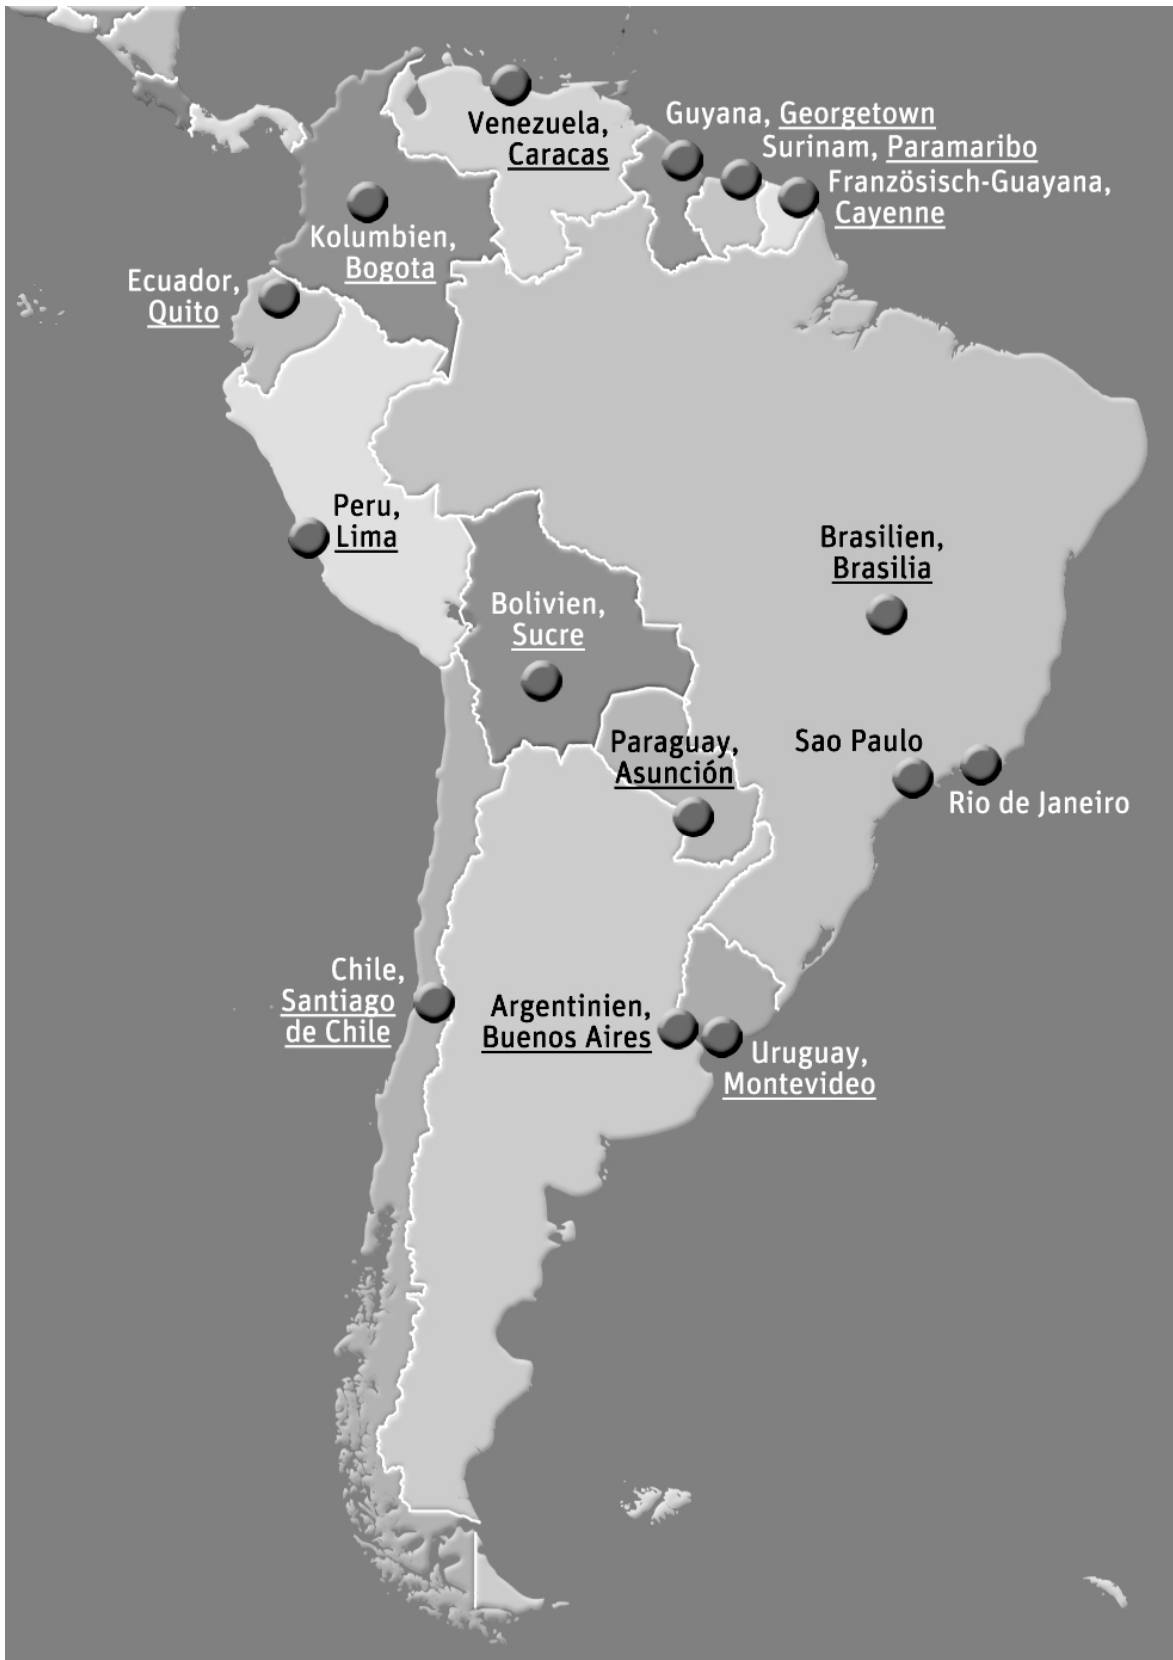 Venezuela,
Caracas
Guyana, Georgetown
Surinam, Paramaribo
Französisch-Guayana,
Cayenne
Kolumbien,
Bogota
Ecuador,
Quito
Peru,
Lima
Brasilien,
Brasilia
Bolivien,
Sucre
Paraguay,
Asunción
Sao Paulo
Rio de Janeiro
Chile,
Santiago
de Chile
Argentinien,
Buenos Aires
Uruguay,
Montevideo